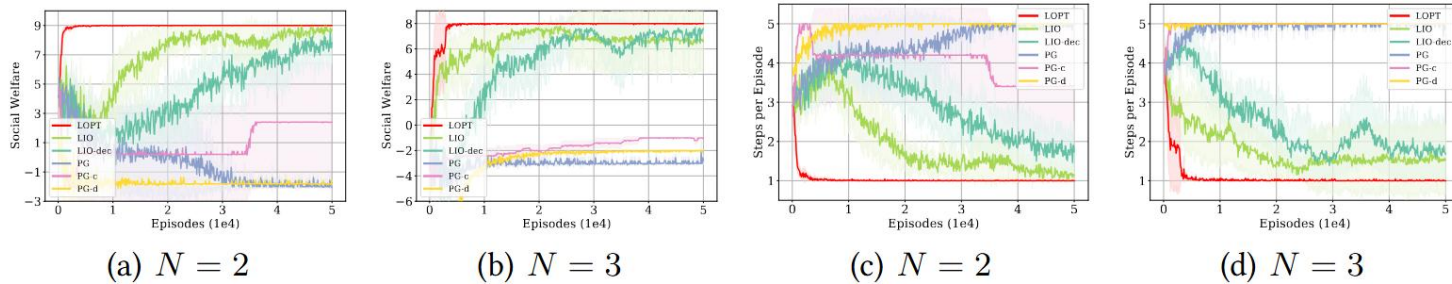 Social Welfare
9
7
5
3
1
−1
−3
LOPT
LIO
LIO-dec
PG
PG-c
PG-d
0 1 2 3 4 5
Episodes (1e4)
(a) N = 2
Social Welfare
8
6
4
2
0
−2
−4
−6
LOPT
LIO
LIO-dec
PG
PG-c
PG-d
0 1 2 3 4 5
Episodes (1e4)
(b) N = 3
Steps per Episode
5
4
3
2
1
LOPT
LIO
LIO-dec
PG
PG-c
PG-d
0 1 2 3 4 5
Episodes (1e4)
(c) N = 2
Steps per Episode
5
4
3
2
1
LOPT
LIO
LIO-dec
PG
PG-c
PG-d
0 1 2 3 4 5
Episodes (1e4)
(d) N = 3